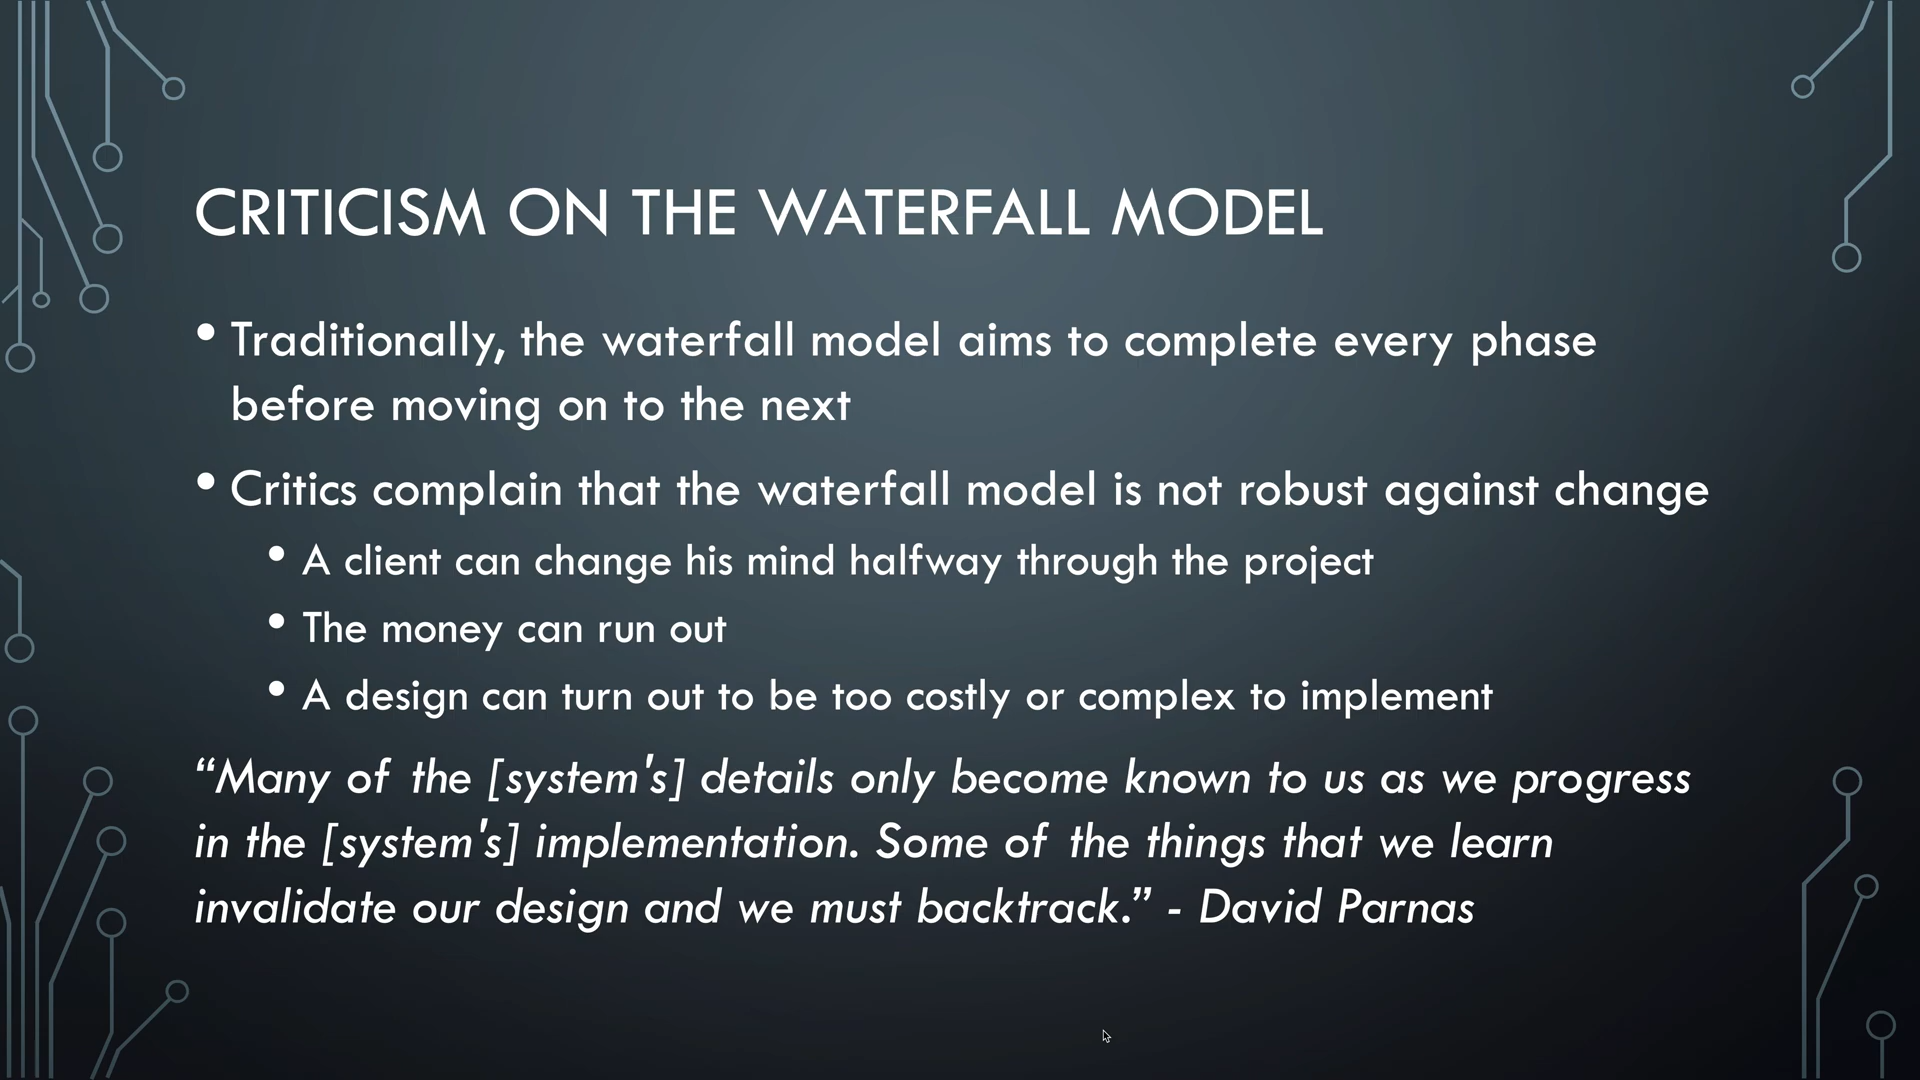 CRITICISM ON THE WATERFALL MODEL
• Traditionally, the waterfall model aims to complete every phase
before moving on to the next
• Critics complain that the waterfall model is not robust against change
• A client can change his mind halfway through the project
• The money can run out
• A design can turn out to be too costly or complex to implement
“Many of the [system's] details only become known to us as we progress
in the [system's] implementation. Some of the things that we learn
invalidate our design and we must backtrack.” - David Parnas